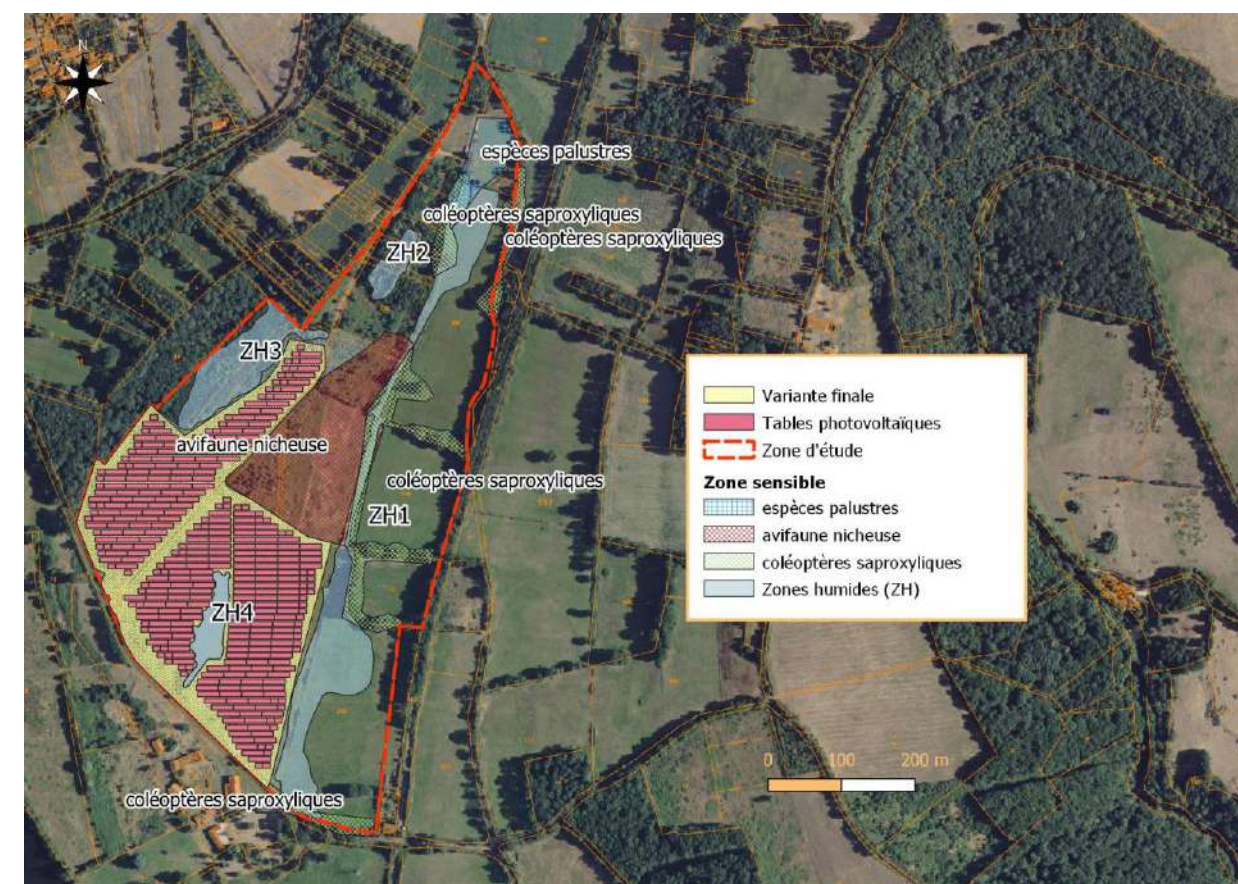 N
espèces palustres
coléoptères saproxyliques
coléoptères saproxyliques
ZH2
ZH3
avifaune nicheuse
coléoptères saproxyliques
ZH1
ZH4
coléoptères saproxyliques
Variante finale
Tables photovoltaïques
Zone d'étude
Zone sensible
espèces palustres
avifaune nicheuse
coléoptères saproxyliques
Zones humides (ZH)
0 100 200 m